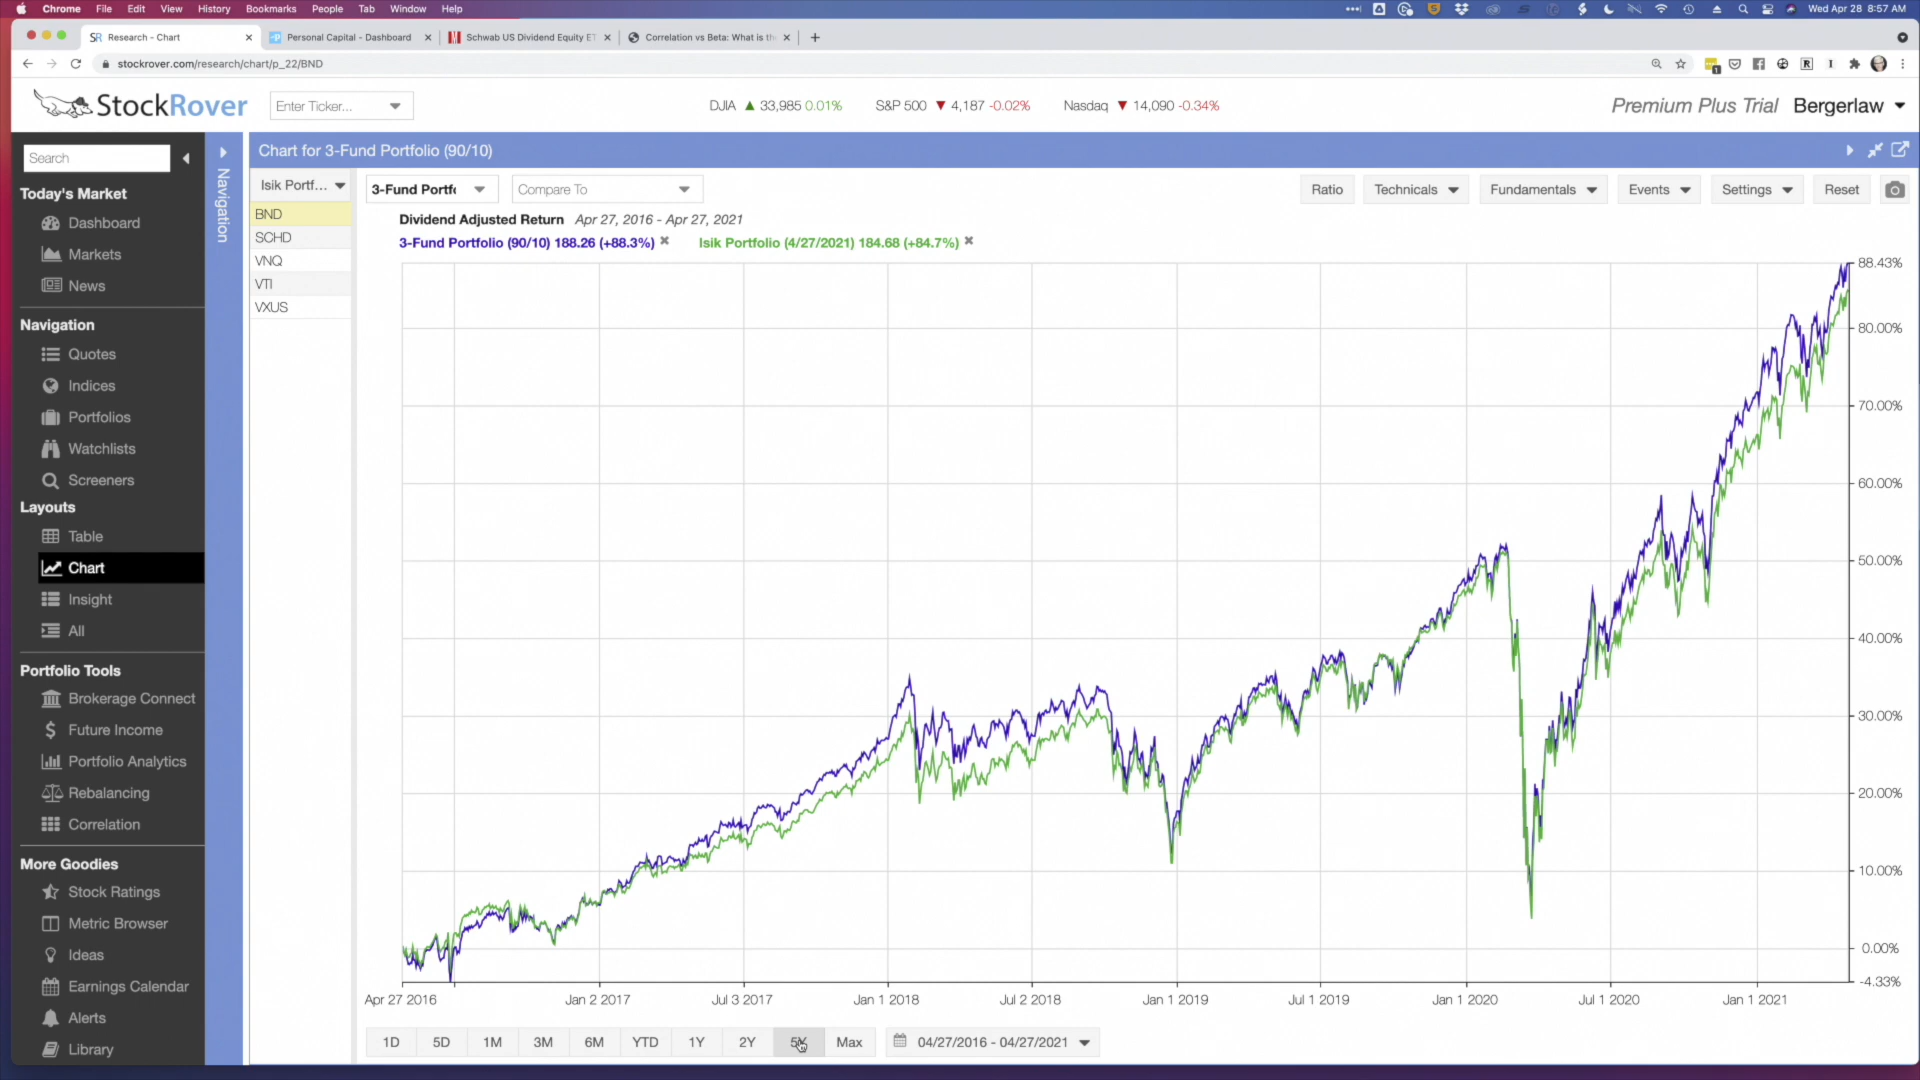 Chrome File Edit View History Bookmarks People Tab Window Help
Wed Apr 28 8:57 AM
Research - Chart
Personal Capital - Dashboard
Schwab US Dividend Equity ET
Correlation vs Beta: What is th
stockrover.com/research/chart/p_22/BND
StockRover
Enter Ticker...
DJIA ▲ 33,985 0.01%
S&P 500 ▼ 4,187 -0.02%
Nasdaq ▼ 14,090 -0.34%
Premium Plus Trial
Bergerlaw
Search
Today's Market
Dashboard
Markets
News
Navigation
Quotes
Indices
Portfolios
Watchlists
Screeners
Layouts
Table
Chart
Insight
All
Portfolio Tools
Brokerage Connect
Future Income
Portfolio Analytics
Rebalancing
Correlation
More Goodies
Stock Ratings
Metric Browser
Ideas
Earnings Calendar
Alerts
Library
Navigation
Chart for 3-Fund Portfolio (90/10)
Isik Portf...
BND
SCHD
VNQ
VTI
VXUS
3-Fund Portf
Compare To
Ratio
Technicals
Fundamentals
Events
Settings
Reset
Dividend Adjusted Return Apr 27, 2016 - Apr 27, 2021
3-Fund Portfolio (90/10) 188.26 (+88.3%)
Isik Portfolio (4/27/2021) 184.68 (+84.7%)
88.43%
80.00%
70.00%
60.00%
50.00%
40.00%
30.00%
20.00%
10.00%
0.00%
-4.33%
Apr 27 2016
Jan 2 2017
Jul 3 2017
Jan 1 2018
Jul 2 2018
Jan 1 2019
Jul 1 2019
Jan 1 2020
Jul 1 2020
Jan 1 2021
1D
5D
1M
3M
6M
YTD
1Y
2Y
5Y
Max
04/27/2016 - 04/27/2021